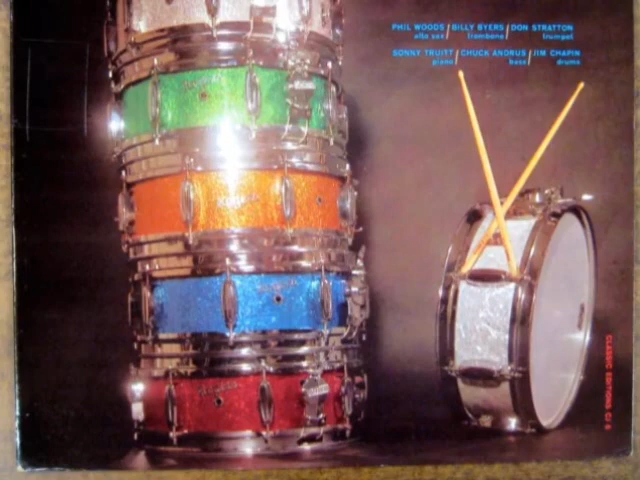 PHIL WOODS / BILLY BYERS / DON STRATTON
alto sax / trombone / trumpet
SONNY TRUITT / CHUCK ANDRUS / JIM CHAPIN
piano / bass / drums
CLASSIC EDITIONS CJ 6